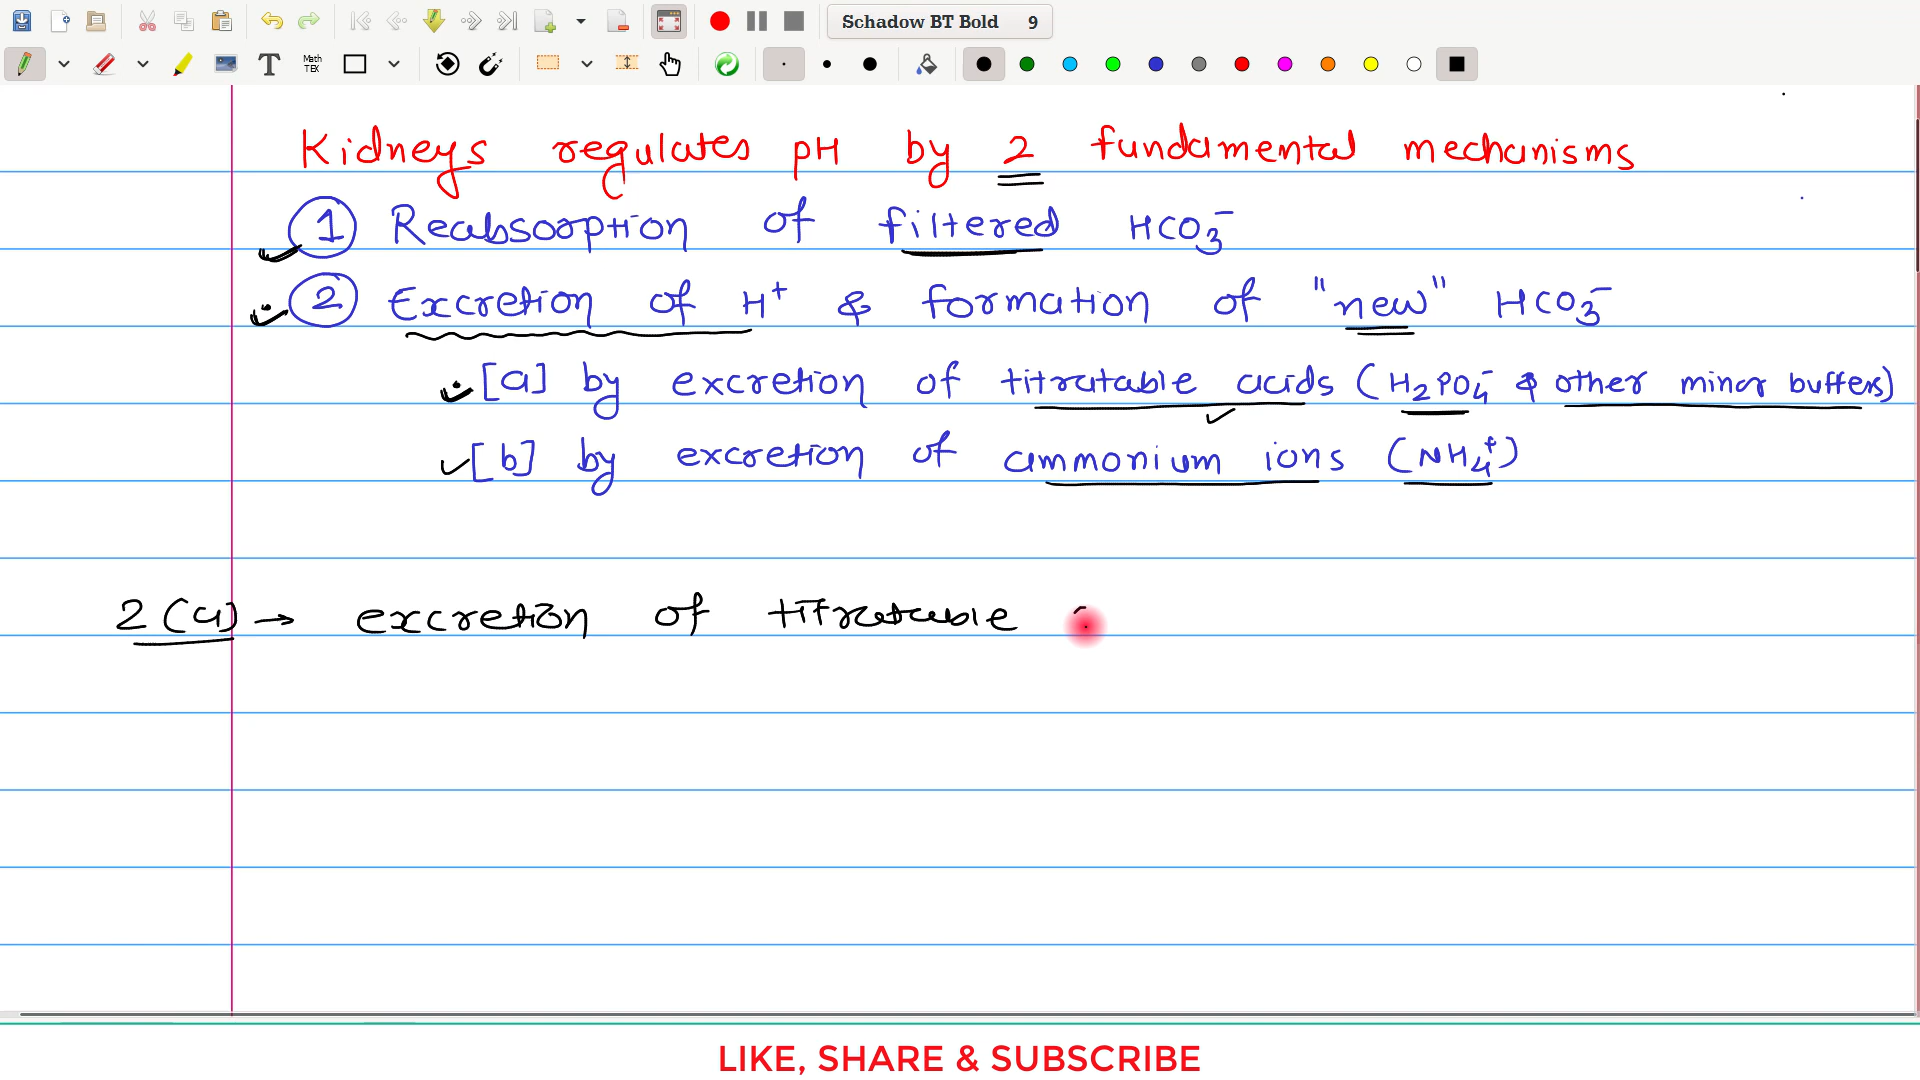 Schadow BT Bold 9
Math TEX
Kidneys regulates pH by 2 fundamental mechanisms
1 Reabsorption of filtered HCO3-
2 Excretion of H+ & formation of "new" HCO3-
[a] by excretion of titratable acids (H2PO4- & other minor buffers)
[b] by excretion of ammonium ions (NH4+)
2(a) → excretion of titratable
LIKE, SHARE & SUBSCRIBE